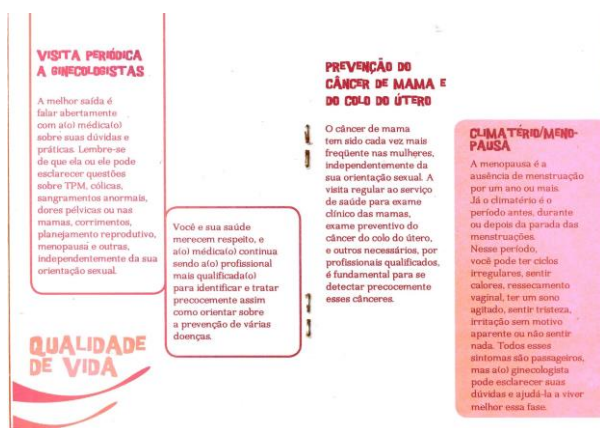 VISITA PERIÓDICA
A GINECOLOGISTAS
A melhor saída é
falar abertamente
com a(o) médica(o)
sobre suas dúvidas e
práticas. Lembre-se
de que ela ou ele pode
esclarecer questões
sobre TPM, cólicas,
sangramentos anormais,
dores pélvicas ou nas
mamas, corrimentos,
planejamento reprodutivo,
menopausa e outras,
independentemente da sua
orientação sexual.
Você e sua saúde
merecem respeito, e
a(o) médica(o) continua
sendo a(o) profissional
mais qualificada(o)
para identificar e tratar
precocemente assim
como orientar sobre
a prevenção de várias
doenças.
QUALIDADE
DE VIDA
PREVENÇÃO DO
CÂNCER DE MAMA E
DO COLO DO ÚTERO
O câncer de mama
tem sido cada vez mais
freqüente nas mulheres,
independentemente da
sua orientação sexual. A
visita regular ao serviço
de saúde para exame
clínico das mamas,
exame preventivo do
câncer do colo do útero,
e outros necessários, por
profissionais qualificados,
é fundamental para se
detectar precocemente
esses cânceres.
CLIMATÉRIO/MENO-
PAUSA
A menopausa é a
ausência de menstruação
por um ano ou mais.
Já o climatério é o
período antes, durante
ou depois da parada das
menstruações.
Nesse período,
você pode ter ciclos
irregulares, sentir
calores, ressecamento
vaginal, ter um sono
agitado, sentir tristeza,
irritação sem motivo
aparente ou não sentir
nada. Todos esses
sintomas são passageiros,
mas a(o) ginecologista
pode esclarecer suas
dúvidas e ajudá-la a viver
melhor essa fase.